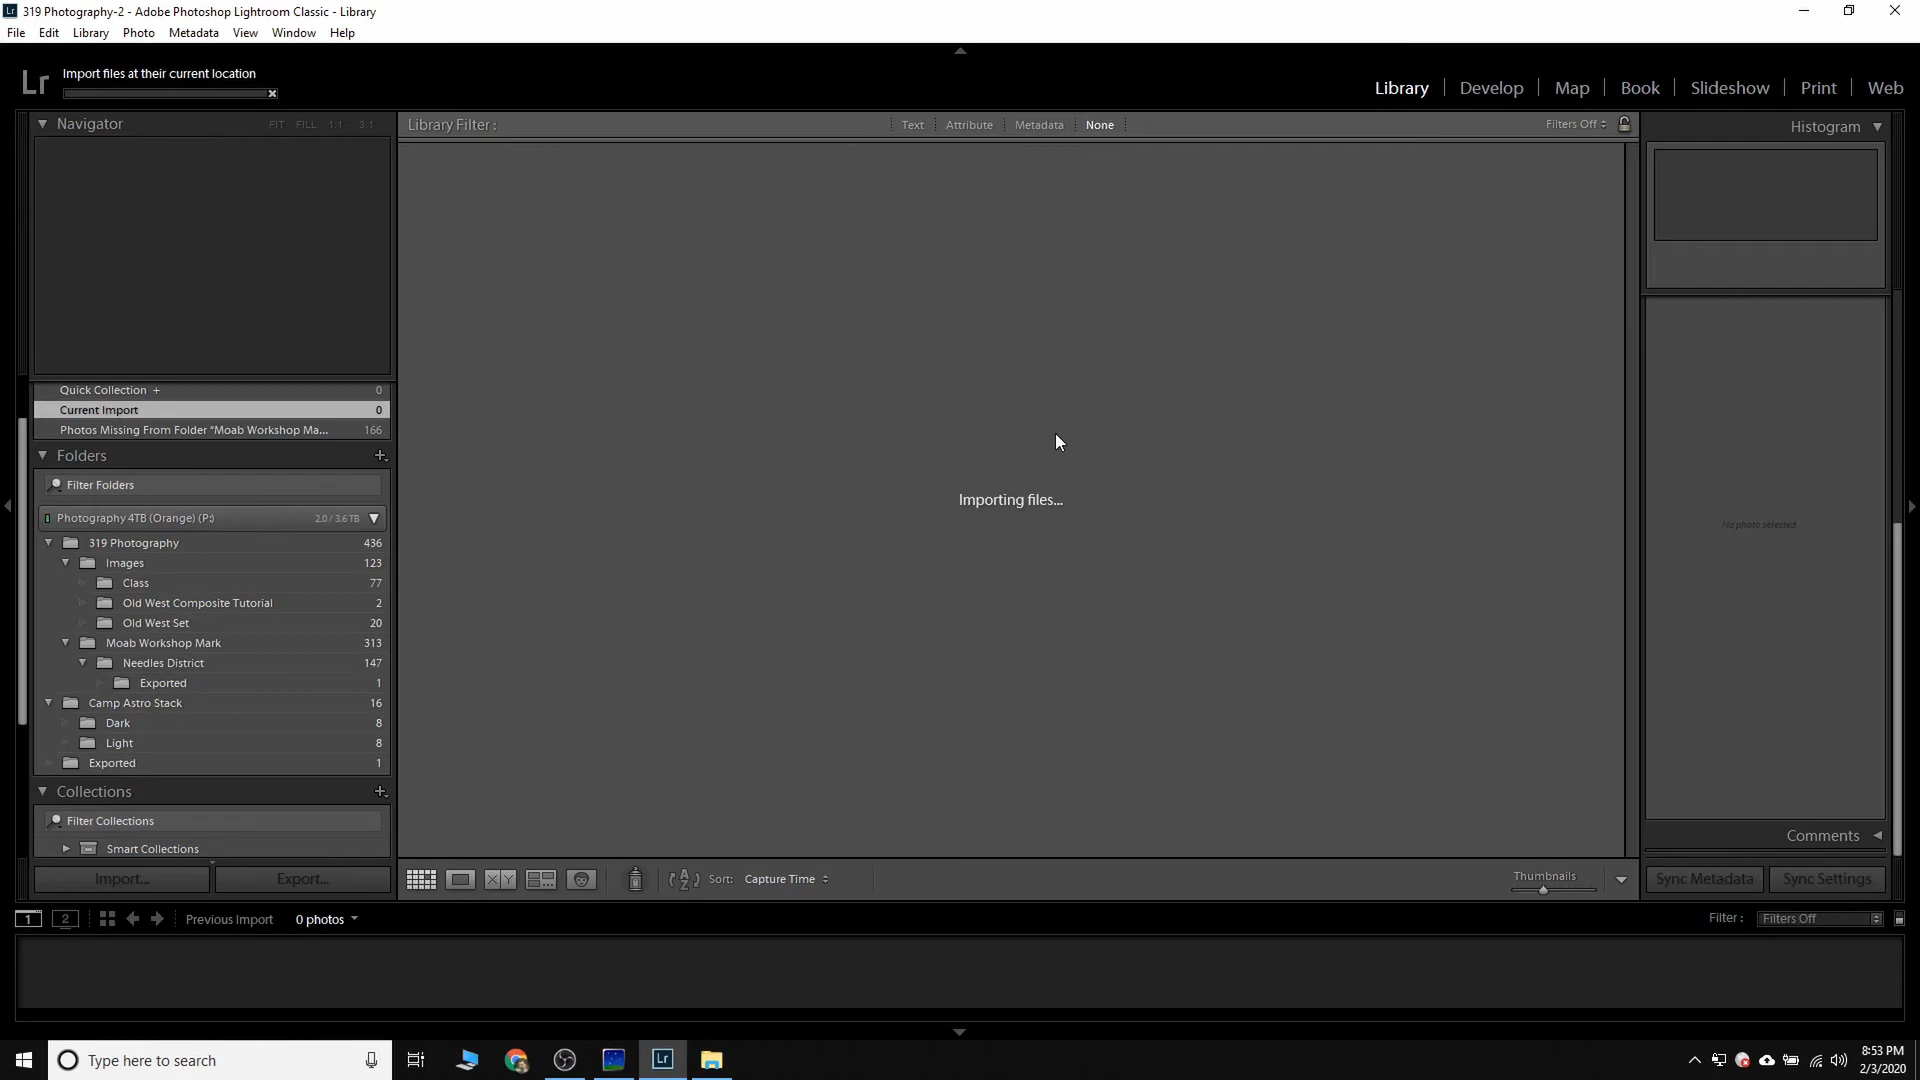 Lr 319 Photography-2 - Adobe Photoshop Lightroom Classic - Library
File Edit Library Photo Metadata View Window Help
Lr Import files at their current location
Library Develop Map Book Slideshow Print Web
Navigator FIT FILL 1:1 3:1
Library Filter : Text Attribute Metadata None Filters Off
Histogram
Quick Collection + 0
Current Import 0
Photos Missing From Folder "Moab Workshop Ma... 166
Folders
Filter Folders
Photography 4TB (Orange) (P:) 2.0 / 3.6 TB
319 Photography 436
Images 123
Class 77
Old West Composite Tutorial 2
Old West Set 20
Moab Workshop Mark 313
Needles District 147
Exported 1
Camp Astro Stack 16
Dark 8
Light 8
Exported 1
Importing files...
No photo selected.
Collections
Filter Collections
Smart Collections
Comments
Import... Export...
XY
Sort: Capture Time
Thumbnails
Sync Metadata Sync Settings
1 2 Previous Import 0 photos
Filter : Filters Off
Type here to search
Lr
8:53 PM
2/3/2020